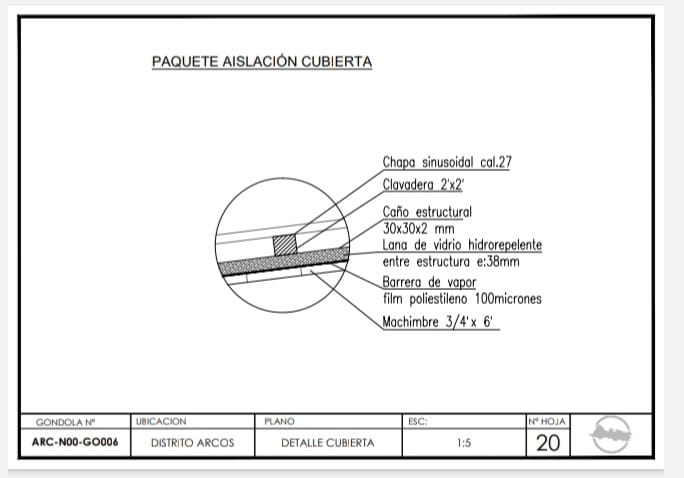 PAQUETE AISLACIÓN CUBIERTA
Chapa sinusoidal cal.27
Clavadera 2'x2'
Caño estructural
30x30x2 mm
Lana de vidrio hidrorepelente
entre estructura e:38mm
Barrera de vapor
film poliestileno 100micrones
Machimbre 3/4'x 6'
GONDOLA Nº
UBICACION
PLANO
ESC:
Nº HOJA
ARC-N00-GO006
DISTRITO ARCOS
DETALLE CUBIERTA
1:5
20